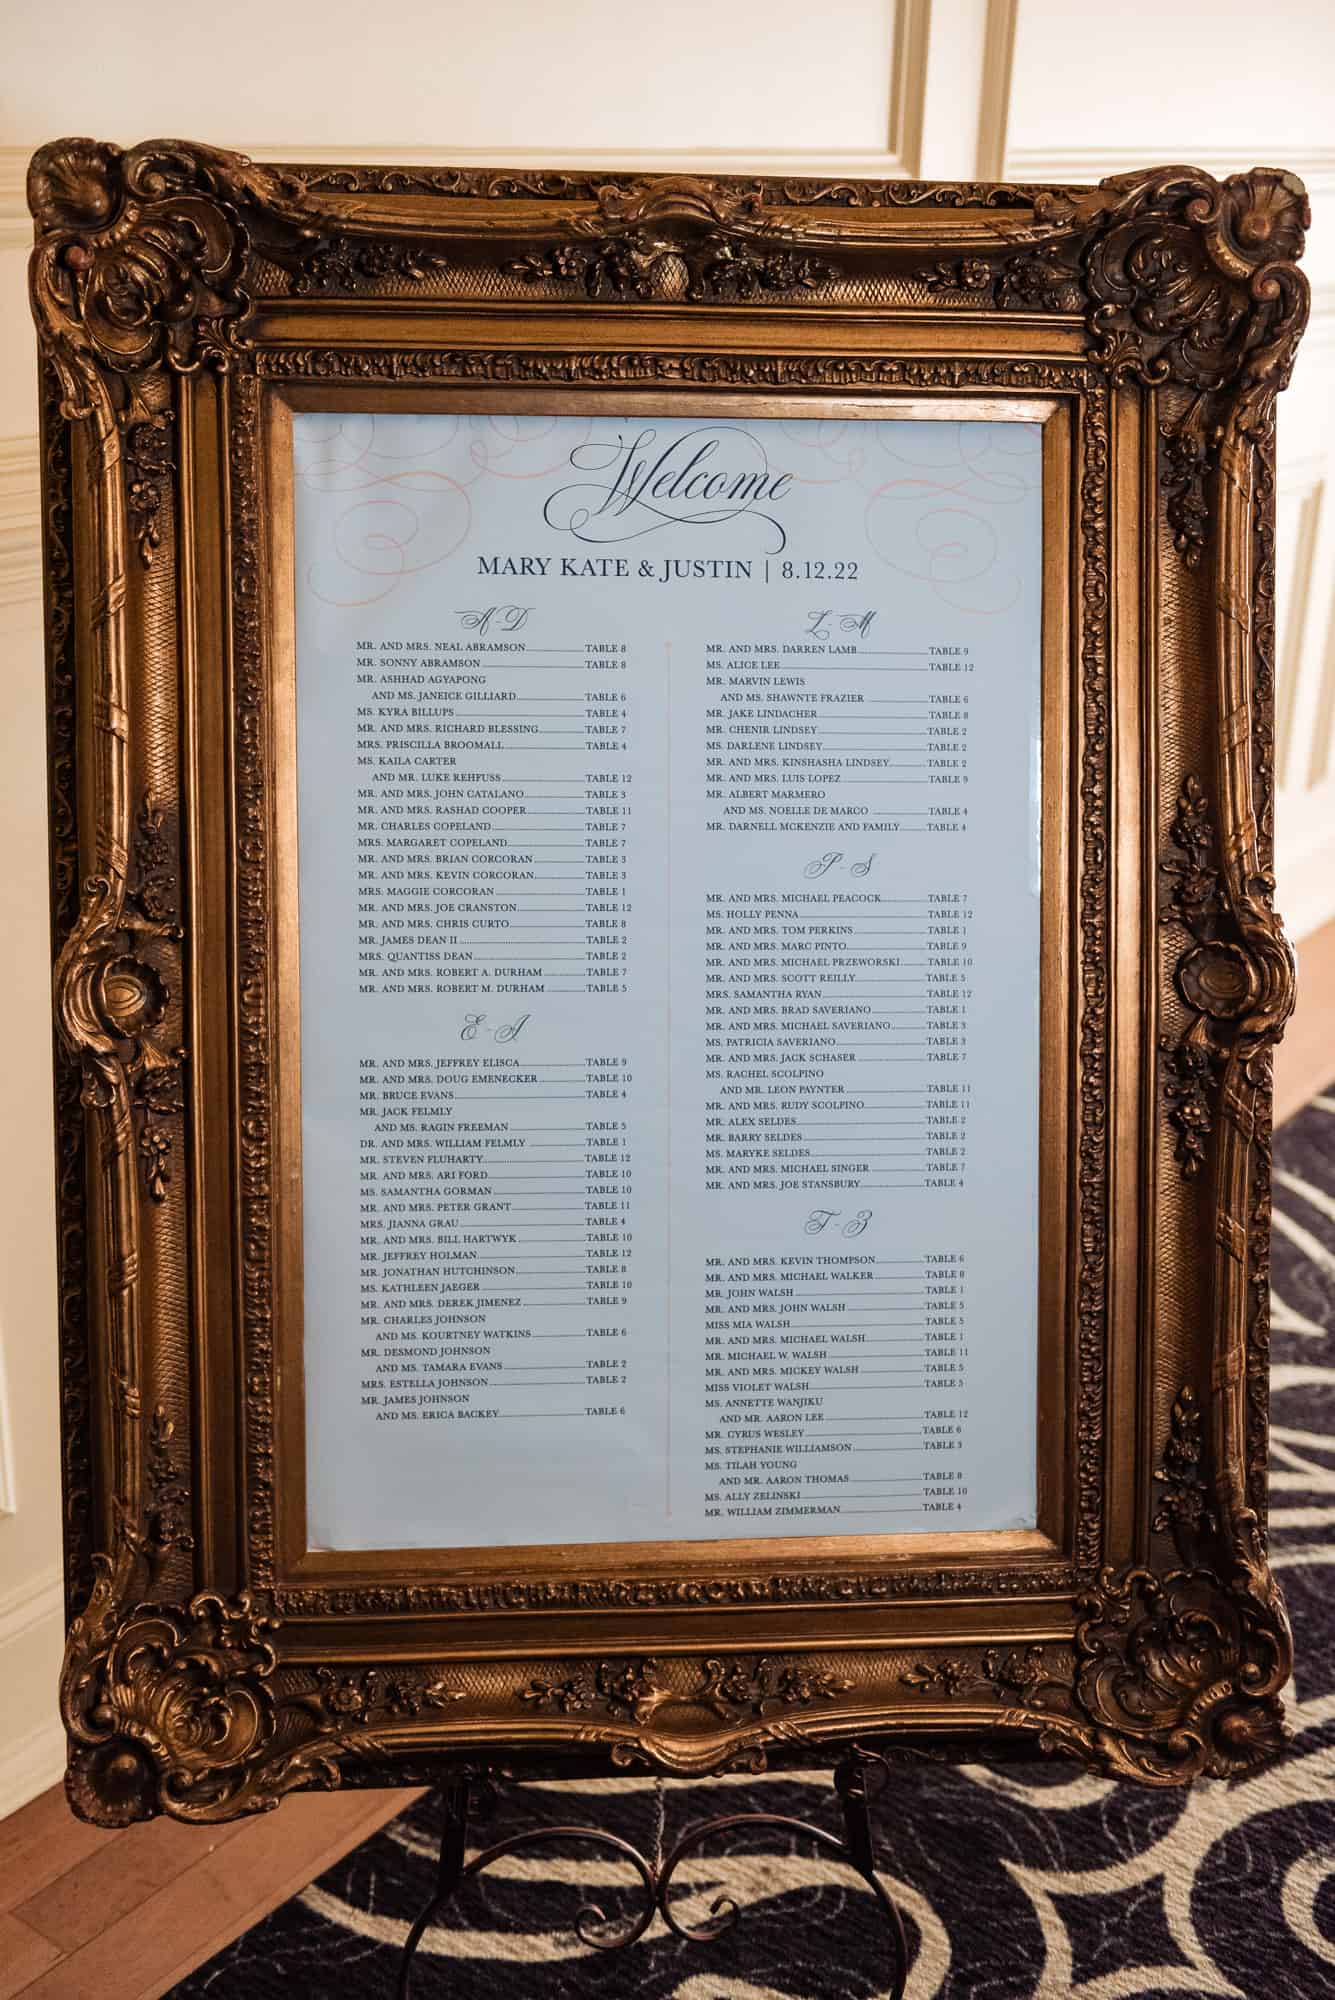 Welcome
MARY KATE & JUSTIN | 8.12.22
A - D
MR. AND MRS. NEAL ABRAMSON TABLE 8
MR. SONNY ABRAMSON TABLE 8
MR. ASHHAD AGYAPONG
AND MS. JANEICE GILLIARD TABLE 6
MS. KYRA BILLUPS TABLE 4
MR. AND MRS. RICHARD BLESSING TABLE 7
MRS. PRISCILLA BROOMALL TABLE 4
MS. KAILA CARTER
AND MR. LUKE REHFUSS TABLE 12
MR. AND MRS. JOHN CATALANO TABLE 3
MR. AND MRS. RASHAD COOPER TABLE 11
MR. CHARLES COPELAND TABLE 7
MRS. MARGARET COPELAND TABLE 7
MR. AND MRS. BRIAN CORCORAN TABLE 3
MR. AND MRS. KEVIN CORCORAN TABLE 3
MRS. MAGGIE CORCORAN TABLE 1
MR. AND MRS. JOE CRANSTON TABLE 12
MR. AND MRS. CHRIS CURTO TABLE 8
MR. JAMES DEAN II TABLE 2
MRS. QUANTISS DEAN TABLE 2
MR. AND MRS. ROBERT A. DURHAM TABLE 7
MR. AND MRS. ROBERT M. DURHAM TABLE 5
E - J
MR. AND MRS. JEFFREY ELISCA TABLE 9
MR. AND MRS. DOUG EMENECKER TABLE 10
MR. BRUCE EVANS TABLE 4
MR. JACK FELMLY
AND MS. RAGIN FREEMAN TABLE 5
DR. AND MRS. WILLIAM FELMLY TABLE 1
MR. STEVEN FLUHARTY TABLE 12
MR. AND MRS. ARI FORD TABLE 10
MS. SAMANTHA GORMAN TABLE 10
MR. AND MRS. PETER GRANT TABLE 11
MRS. JIANNA GRAU TABLE 4
MR. AND MRS. BILL HARTWYK TABLE 10
MR. JEFFREY HOLMAN TABLE 12
MR. JONATHAN HUTCHINSON TABLE 8
MS. KATHLEEN JAEGER TABLE 10
MR. AND MRS. DEREK JIMENEZ TABLE 9
MR. CHARLES JOHNSON
AND MS. KOURTNEY WATKINS TABLE 6
MR. DESMOND JOHNSON
AND MS. TAMARA EVANS TABLE 2
MRS. ESTELLA JOHNSON TABLE 2
MR. JAMES JOHNSON
AND MS. ERICA BACKEY TABLE 6
L - M
MR. AND MRS. DARREN LAMB TABLE 9
MS. ALICE LEE TABLE 12
MR. MARVIN LEWIS
AND MS. SHAWNTE FRAZIER TABLE 6
MR. JAKE LINDACHER TABLE 8
MR. CHENIR LINDSEY TABLE 2
MS. DARLENE LINDSEY TABLE 2
MR. AND MRS. KINSHASHA LINDSEY TABLE 2
MR. AND MRS. LUIS LOPEZ TABLE 9
MR. ALBERT MARMERO
AND MS. NOELLE DE MARCO TABLE 4
MR. DARNELL MCKENZIE AND FAMILY TABLE 4
P - S
MR. AND MRS. MICHAEL PEACOCK TABLE 7
MS. HOLLY PENNA TABLE 12
MR. AND MRS. TOM PERKINS TABLE 1
MR. AND MRS. MARC PINTO TABLE 9
MR. AND MRS. MICHAEL PRZEWORSKI TABLE 10
MR. AND MRS. SCOTT REILLY TABLE 5
MRS. SAMANTHA RYAN TABLE 12
MR. AND MRS. BRAD SAVERIANO TABLE 1
MR. AND MRS. MICHAEL SAVERIANO TABLE 3
MS. PATRICIA SAVERIANO TABLE 3
MR. AND MRS. JACK SCHASER TABLE 7
MS. RACHEL SCOLPINO
AND MR. LEON PAYNTER TABLE 11
MR. AND MRS. RUDY SCOLPINO TABLE 11
MR. ALEX SELDES TABLE 2
MR. BARRY SELDES TABLE 2
MS. MARYKE SELDES TABLE 2
MR. AND MRS. MICHAEL SINGER TABLE 7
MR. AND MRS. JOE STANSBURY TABLE 4
T - Z
MR. AND MRS. KEVIN THOMPSON TABLE 6
MR. AND MRS. MICHAEL WALKER TABLE 8
MR. JOHN WALSH TABLE 1
MR. AND MRS. JOHN WALSH TABLE 5
MISS MIA WALSH TABLE 5
MR. AND MRS. MICHAEL WALSH TABLE 1
MR. MICHAEL W. WALSH TABLE 11
MR. AND MRS. MICKEY WALSH TABLE 5
MISS VIOLET WALSH TABLE 5
MS. ANNETTE WANJIKU
AND MR. AARON LEE TABLE 12
MR. CYRUS WESLEY TABLE 6
MS. STEPHANIE WILLIAMSON TABLE 3
MS. TILAH YOUNG
AND MR. AARON THOMAS TABLE 8
MS. ALLY ZELINSKI TABLE 10
MR. WILLIAM ZIMMERMAN TABLE 4